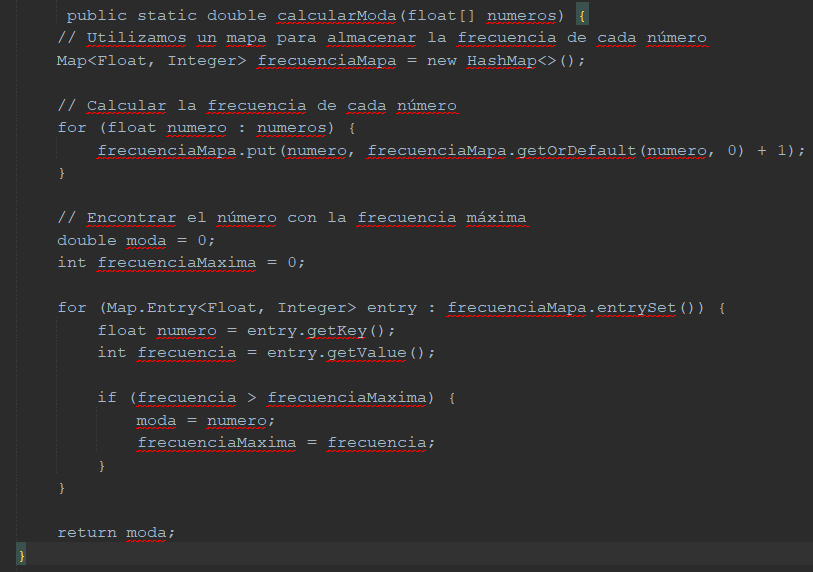 public static double calcularModa(float[] numeros) {
// Utilizamos un mapa para almacenar la frecuencia de cada número
Map<Float, Integer> frecuenciaMapa = new HashMap<>();
// Calcular la frecuencia de cada número
for (float numero : numeros) {
frecuenciaMapa.put(numero, frecuenciaMapa.getOrDefault(numero, 0) + 1);
}
// Encontrar el número con la frecuencia máxima
double moda = 0;
int frecuenciaMaxima = 0;
for (Map.Entry<Float, Integer> entry : frecuenciaMapa.entrySet()) {
float numero = entry.getKey();
int frecuencia = entry.getValue();
if (frecuencia > frecuenciaMaxima) {
moda = numero;
frecuenciaMaxima = frecuencia;
}
}
return moda;
}